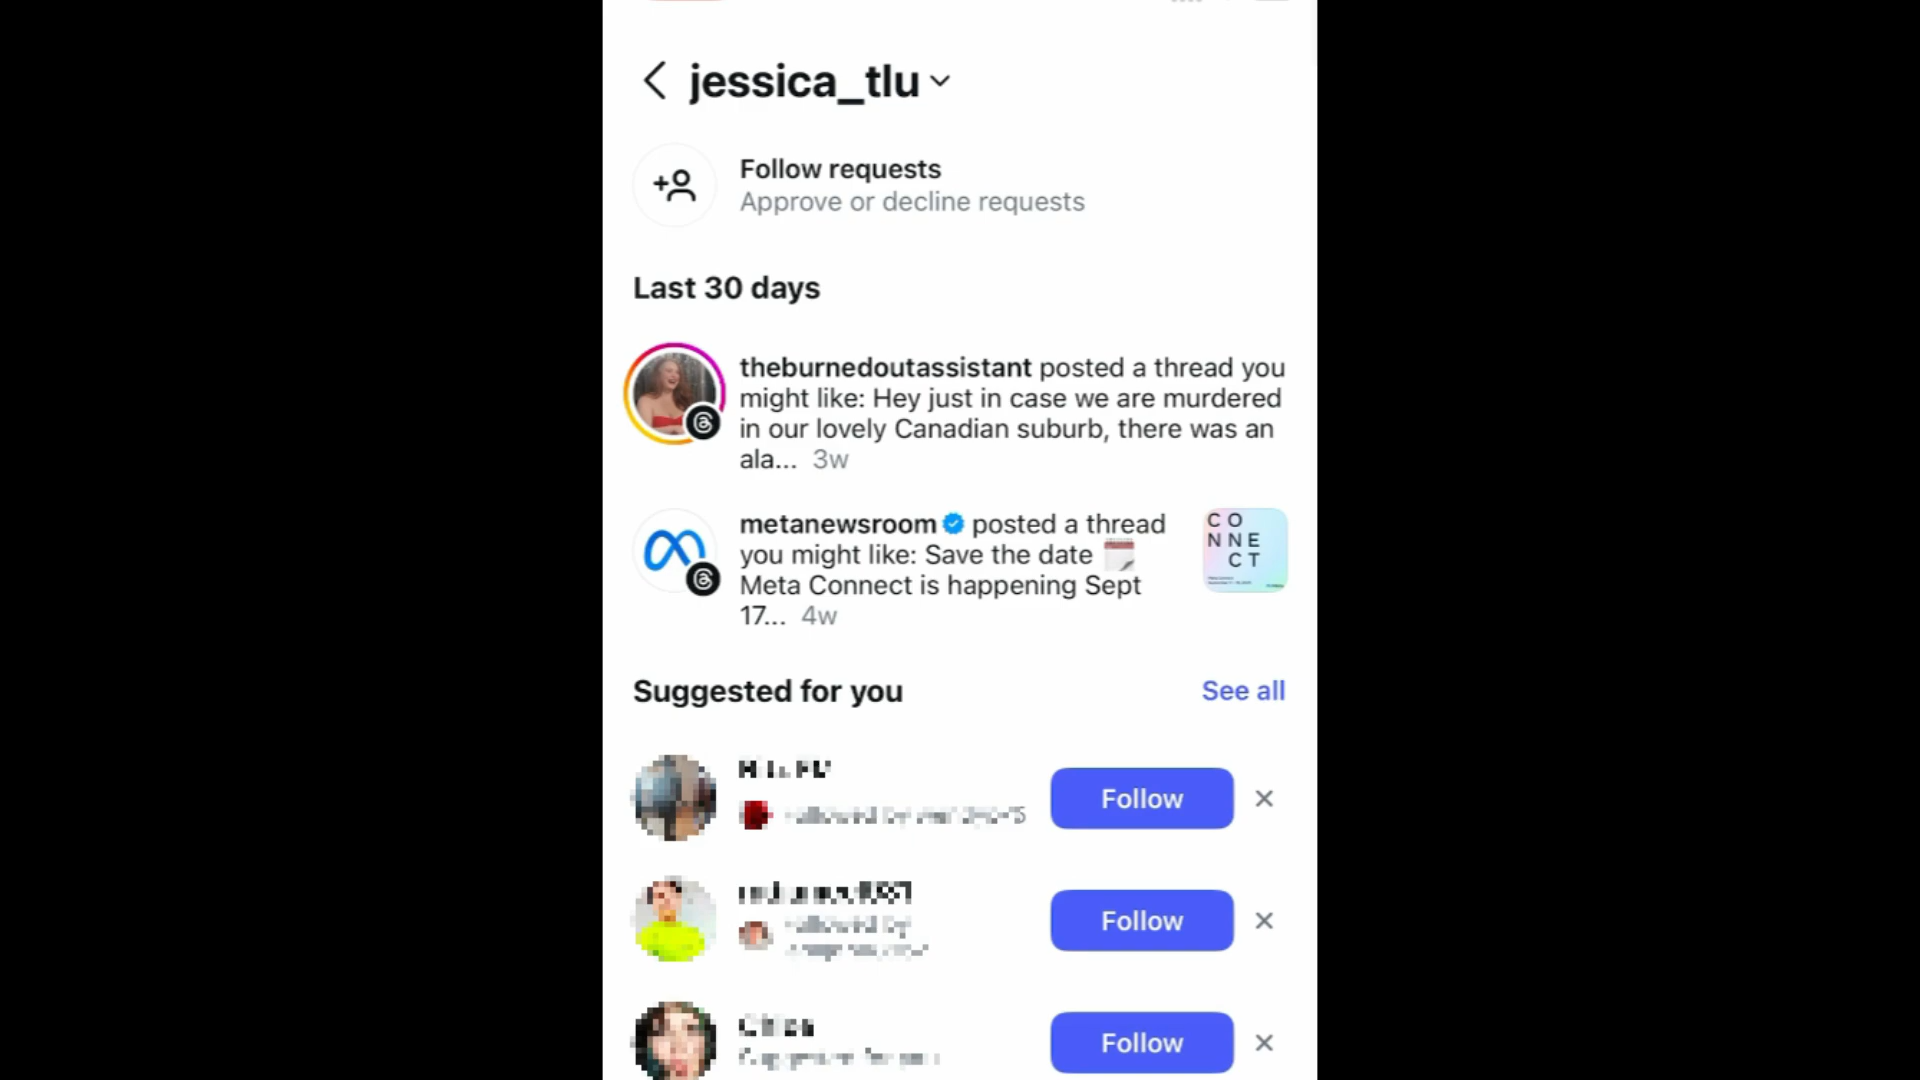 jessica_tlu
Follow requests
Approve or decline requests
Last 30 days
theburnedoutassistant posted a thread you
might like: Hey just in case we are murdered
in our lovely Canadian suburb, there was an
ala... 3w
metanewsroom posted a thread
you might like: Save the date
Meta Connect is happening Sept
17... 4w
CO
NNE
CT
Suggested for you
See all
Follow
Follow
Follow